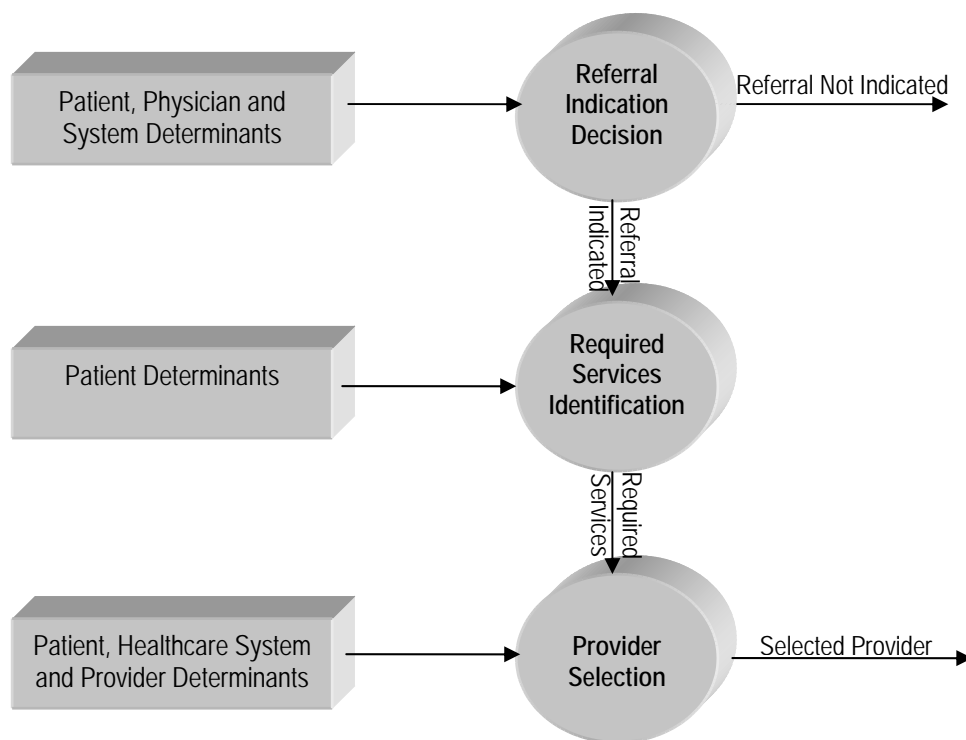 Patient, Physician and
System Determinants
Referral
Indication
Decision
Referral Not Indicated
Referral
Indicated
Patient Determinants
Required
Services
Identification
Required
Services
Patient, Healthcare System
and Provider Determinants
Provider
Selection
Selected Provider